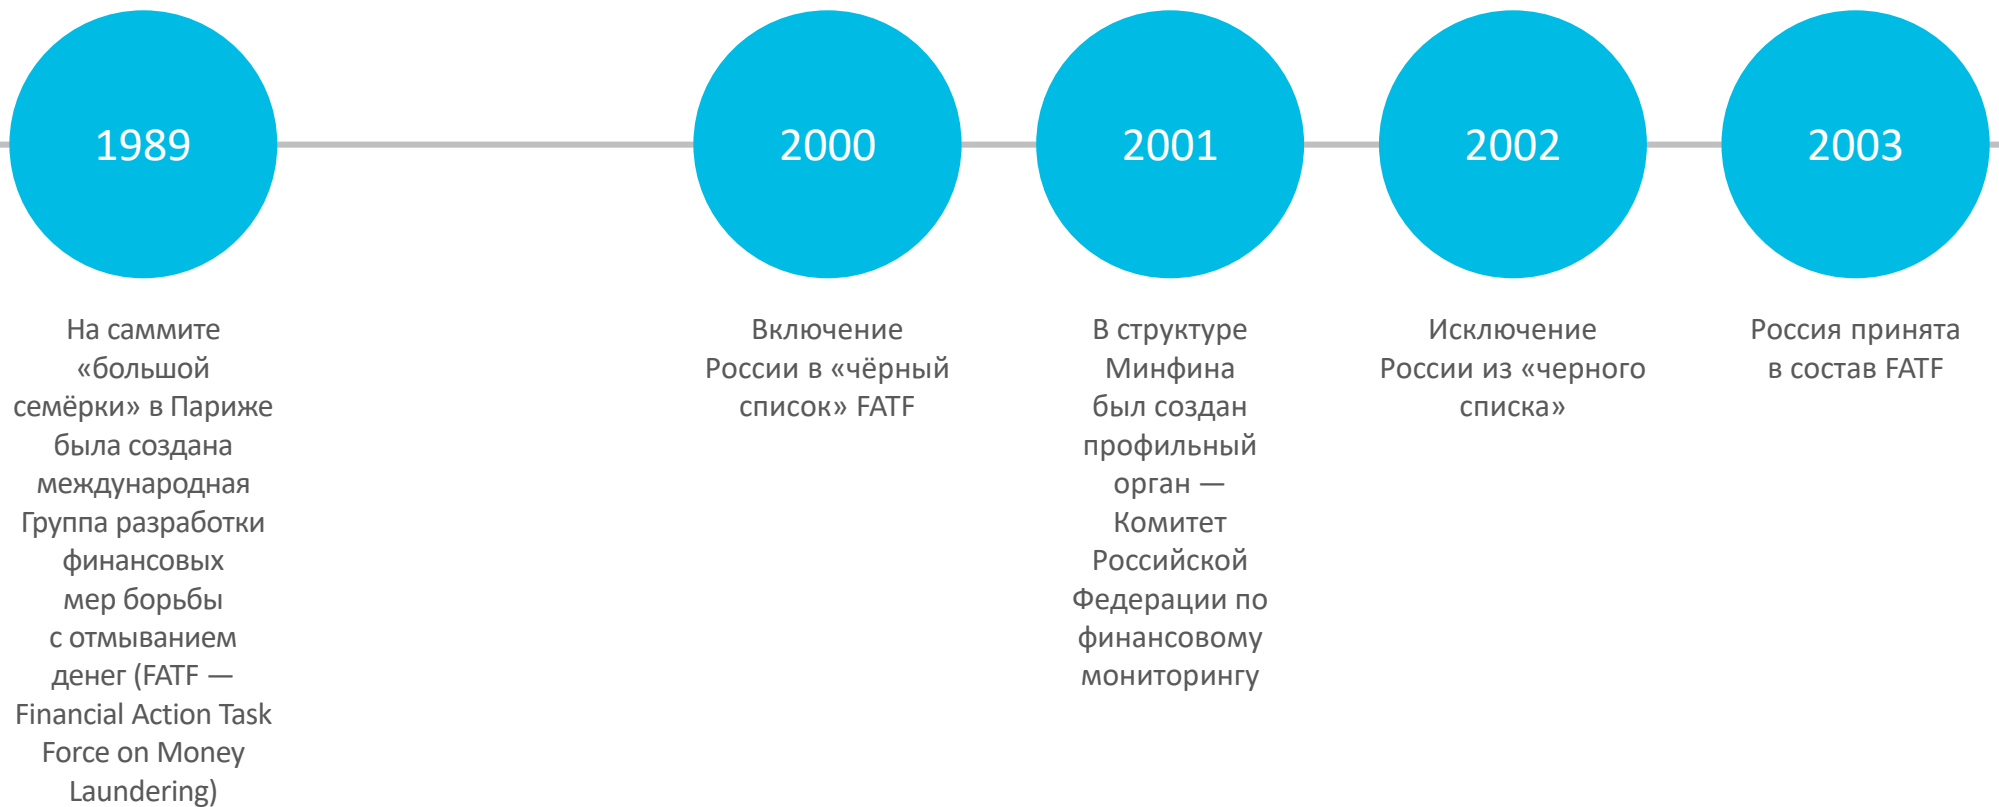 1989
На саммите
«большой
семёрки» в Париже
была создана
международная
Группа разработки
финансовых
мер борьбы
с отмыванием
денег (FATF —
Financial Action Task
Force on Money
Laundering)
2000
Включение
России в «чёрный
список» FATF
2001
В структуре
Минфина
был создан
профильный
орган —
Комитет
Российской
Федерации по
финансовому
мониторингу
2002
Исключение
России из «черного
списка»
2003
Россия принята
в состав FATF